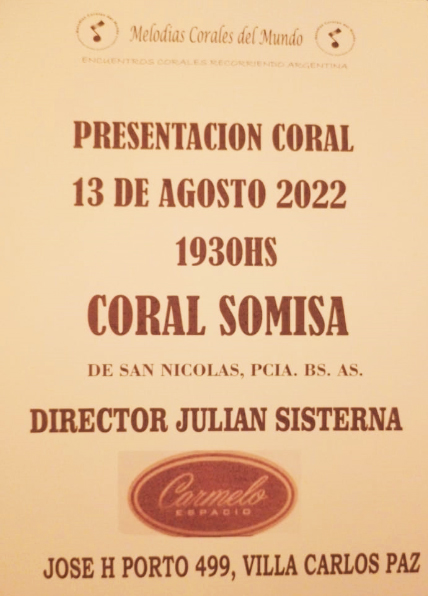 Melodias Corales del Mundo
ENCUENTROS CORALES RECORRIENDO ARGENTINA
PRESENTACION CORAL
13 DE AGOSTO 2022
1930HS
CORAL SOMISA
DE SAN NICOLAS, PCIA. BS. AS.
DIRECTOR JULIAN SISTERNA
Carmelo
ESPACIO
JOSE H PORTO 499, VILLA CARLOS PAZ